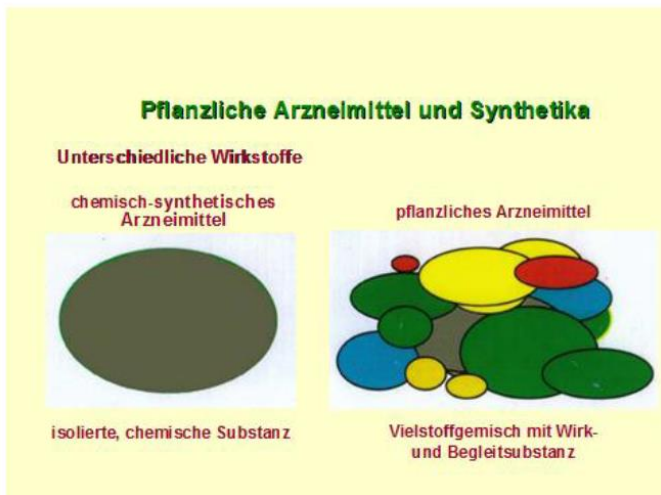 Pflanzliche Arzneimittel und Synthetika
Unterschiedliche Wirkstoffe
chemisch-synthetisches
Arzneimittel
pflanzliches Arzneimittel
isolierte, chemische Substanz
Vielstoffgemisch mit Wirk-
und Begleitsubstanz